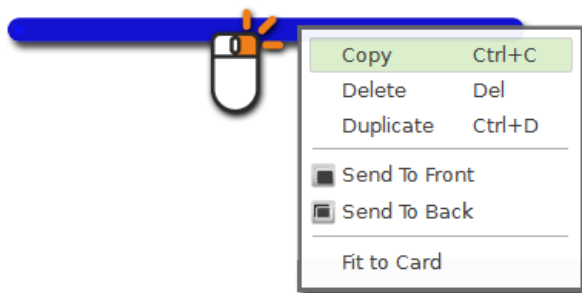 Copy Ctrl+C
Delete Del
Duplicate Ctrl+D
Send To Front
Send To Back
Fit to Card